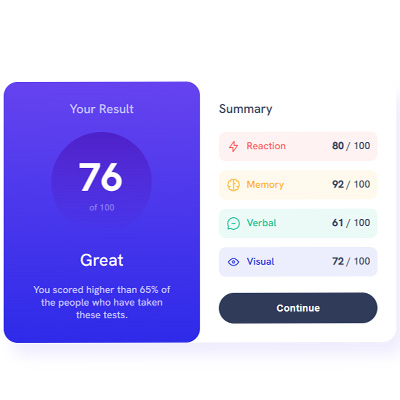 Your Result
76
of 100
Great
You scored higher than 65% of
the people who have taken
these tests.
Summary
Reaction 80 / 100
Memory 92 / 100
Verbal 61 / 100
Visual 72 / 100
Continue